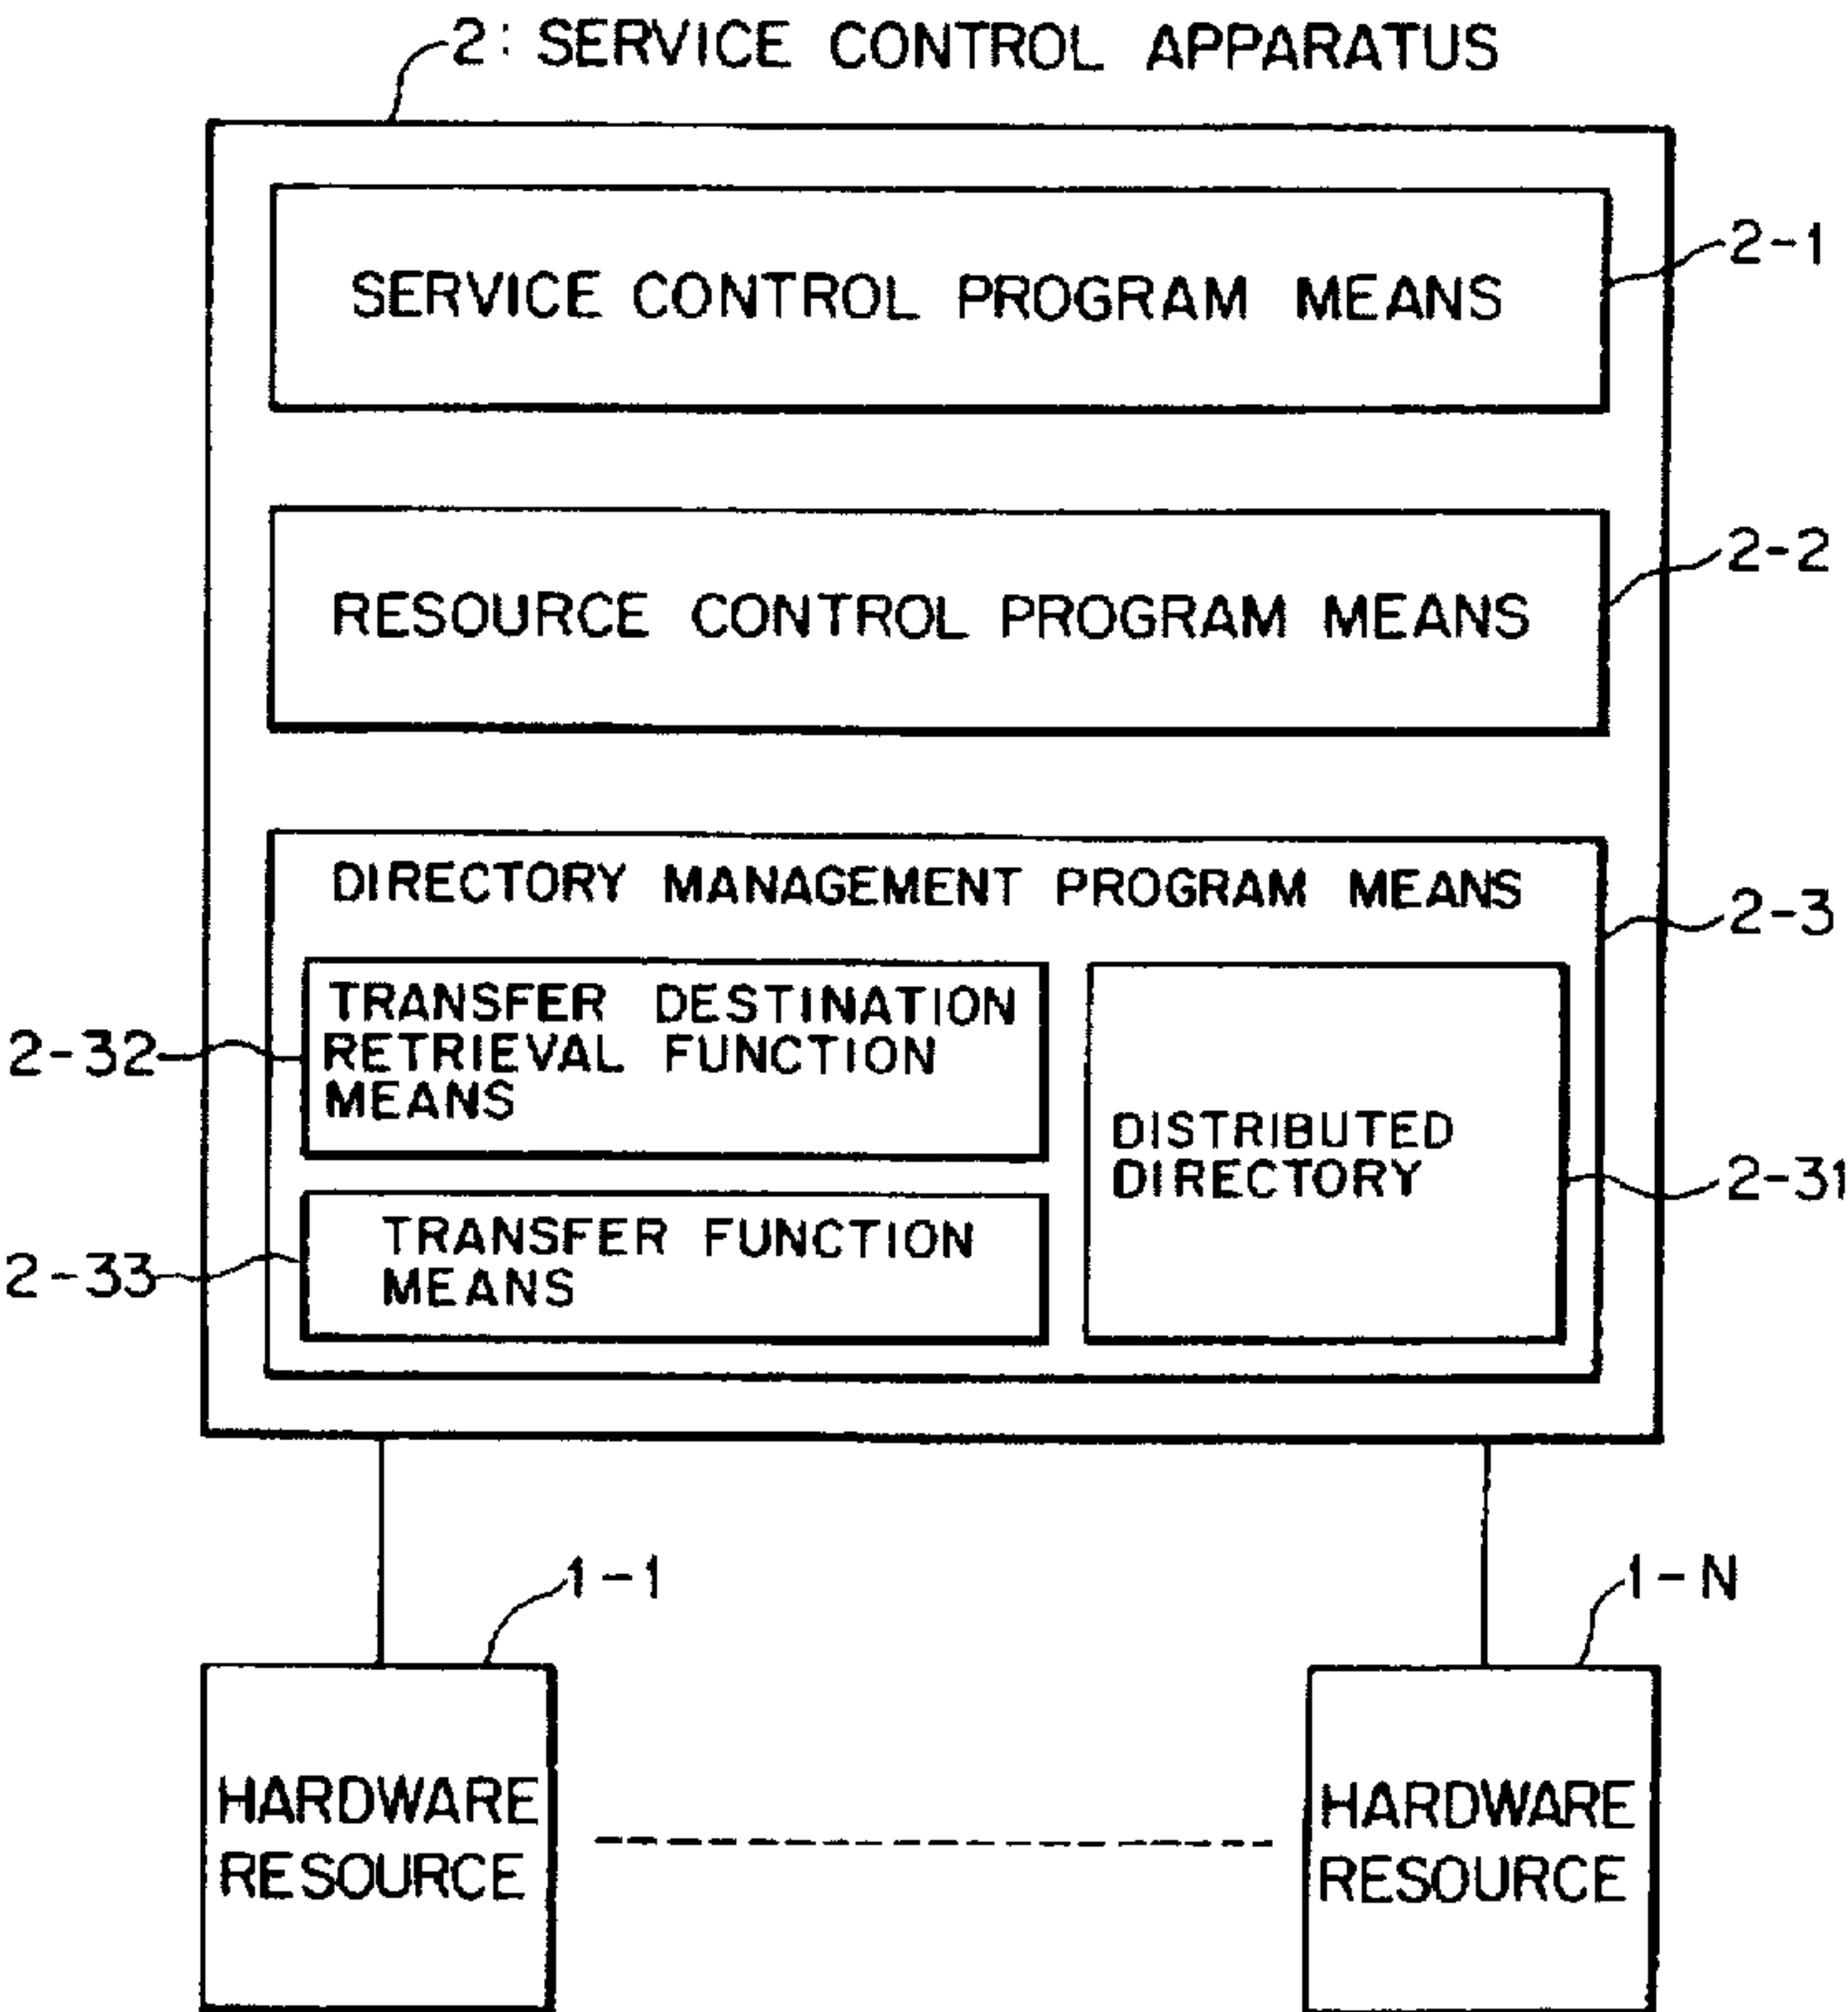 2: SERVICE CONTROL APPARATUS
2-1
SERVICE CONTROL PROGRAM MEANS
2-2
RESOURCE CONTROL PROGRAM MEANS
DIRECTORY MANAGEMENT PROGRAM MEANS
2-3
2-32
TRANSFER DESTINATION
RETRIEVAL FUNCTION
MEANS
DISTRIBUTED
DIRECTORY
2-31
2-33
TRANSFER FUNCTION
MEANS
1-1
1-N
HARDWARE
RESOURCE
HARDWARE
RESOURCE